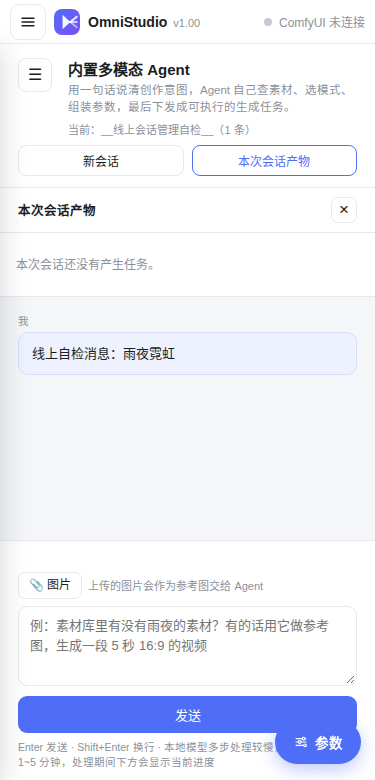 OmniStudio v1.00
ComfyUI 未连接
内置多模态 Agent
用一句话说清创作意图，Agent 自己查素材、选模式、
组装参数，最后下发成可执行的生成任务。
当前：__线上会话管理自检__（1 条）
新会话
本次会话产物
本次会话产物
本次会话还没有产生任务。
我
线上自检消息：雨夜霓虹
图片
上传的图片会作为参考图交给 Agent
例：素材库里有没有雨夜的素材？有的话用它做参考
图，生成一段 5 秒 16:9 的视频
发送
Enter 发送 · Shift+Enter 换行 · 本地模型多步处理较慢
1~5 分钟，处理期间下方会显示当前进度
参数